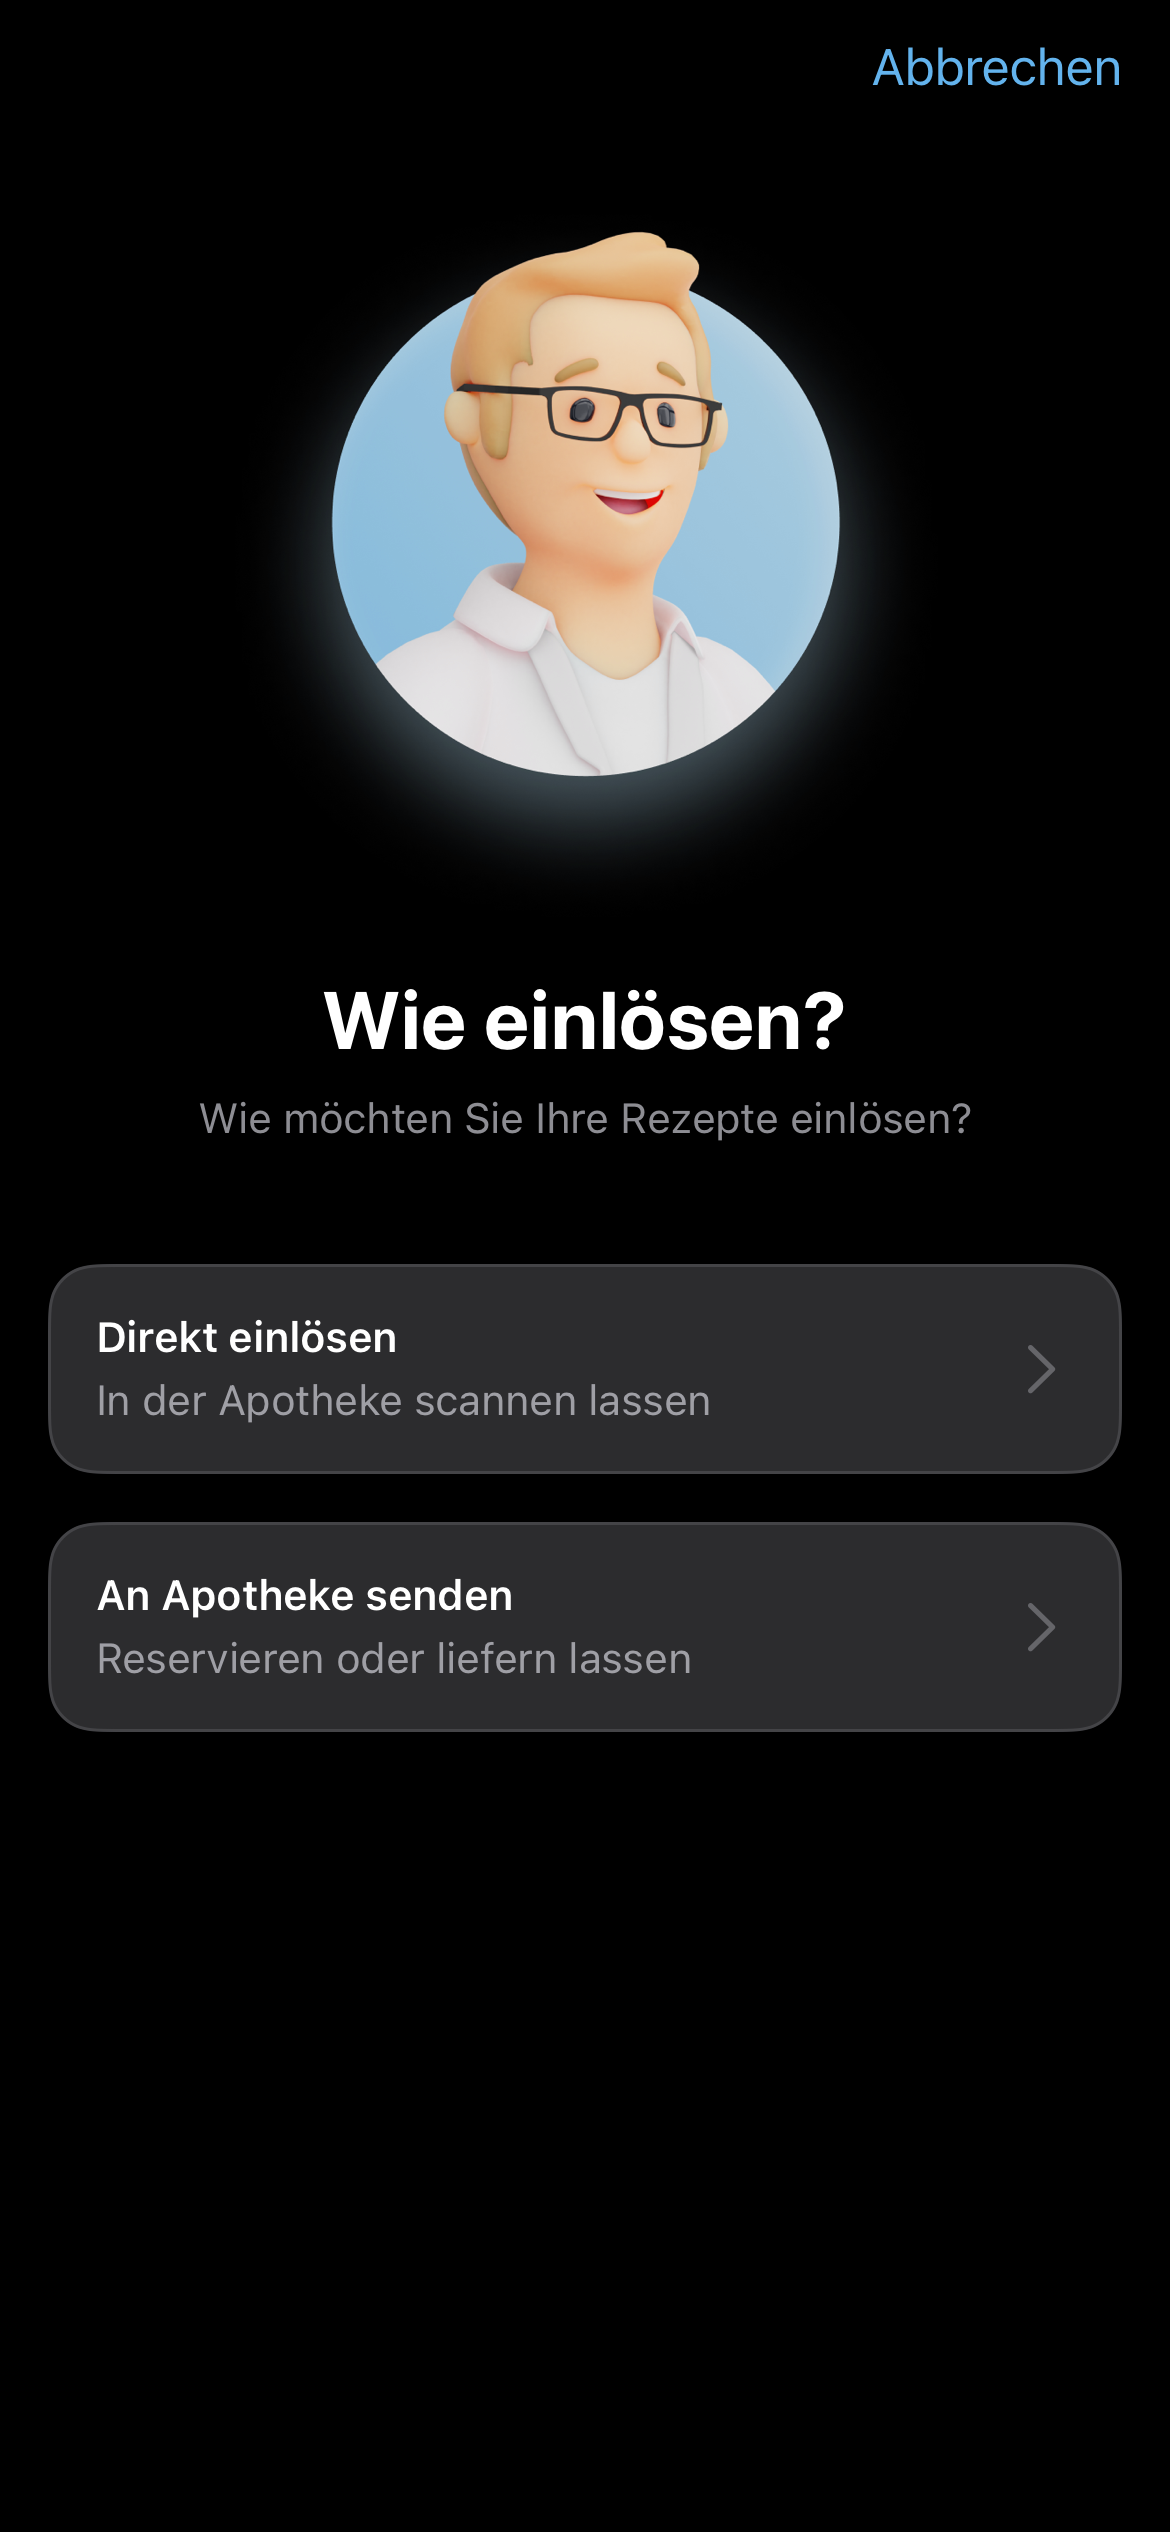 Abbrechen
Wie einlösen?
Wie möchten Sie Ihre Rezepte einlösen?
Direkt einlösen
In der Apotheke scannen lassen
An Apotheke senden
Reservieren oder liefern lassen